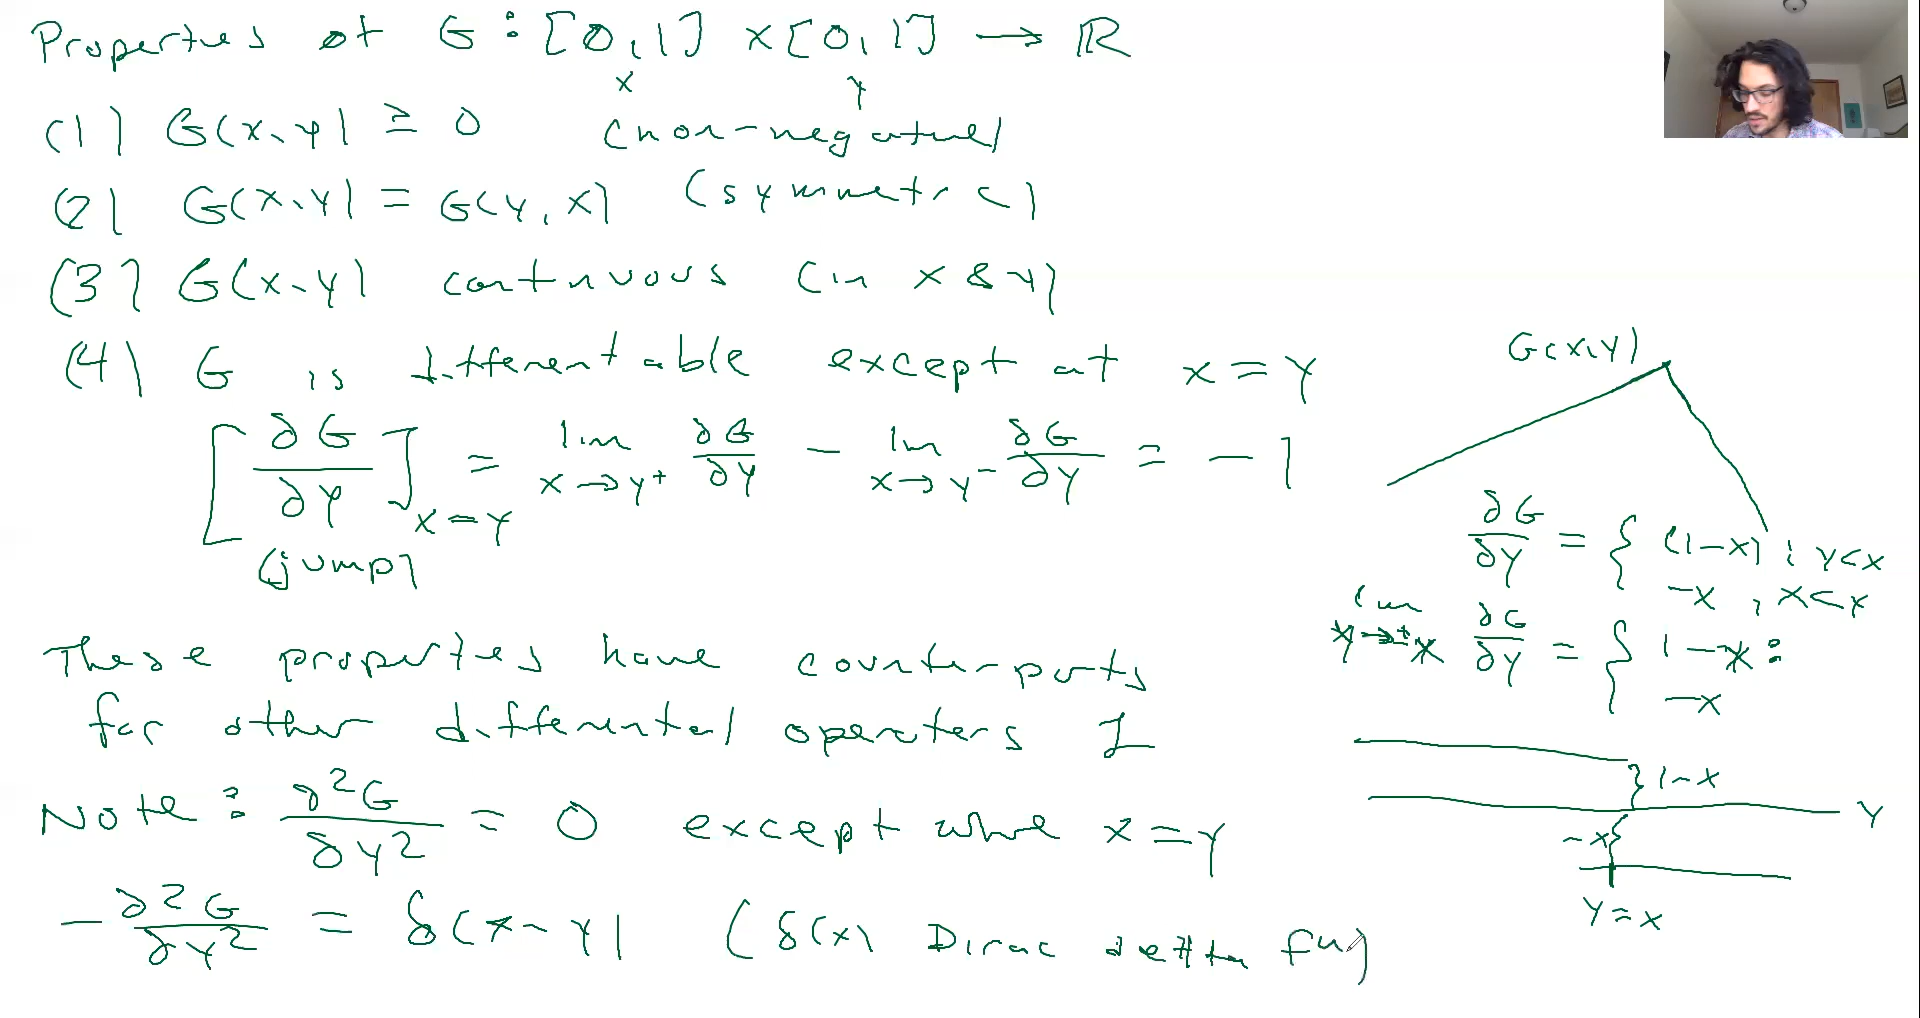 Properties of G : [0,1] x [0,1] → ℝ
x y
(1) G(x,y) ≥ 0 (non-negative)
(2) G(x,y) = G(y,x) (symmetric)
(3) G(x,y) continuous (in x & y)
(4) G is differentiable except at x = y
[∂G/∂y]_{x=y} = lim_{x→y⁺} ∂G/∂y - lim_{x→y⁻} ∂G/∂y = -1
(jump)
These properties have counterparts
for other differential operators L
Note: ∂²G/∂y² = 0 except when x = y
-∂²G/∂y² = δ(x-y) (δ(x) Dirac delta fn)
G(x,y)
∂G/∂y = { (1-x) : y<x
-x , x<y
lim ∂G/∂y = { 1-x :
-x
} 1-x
y
-x {
y = x